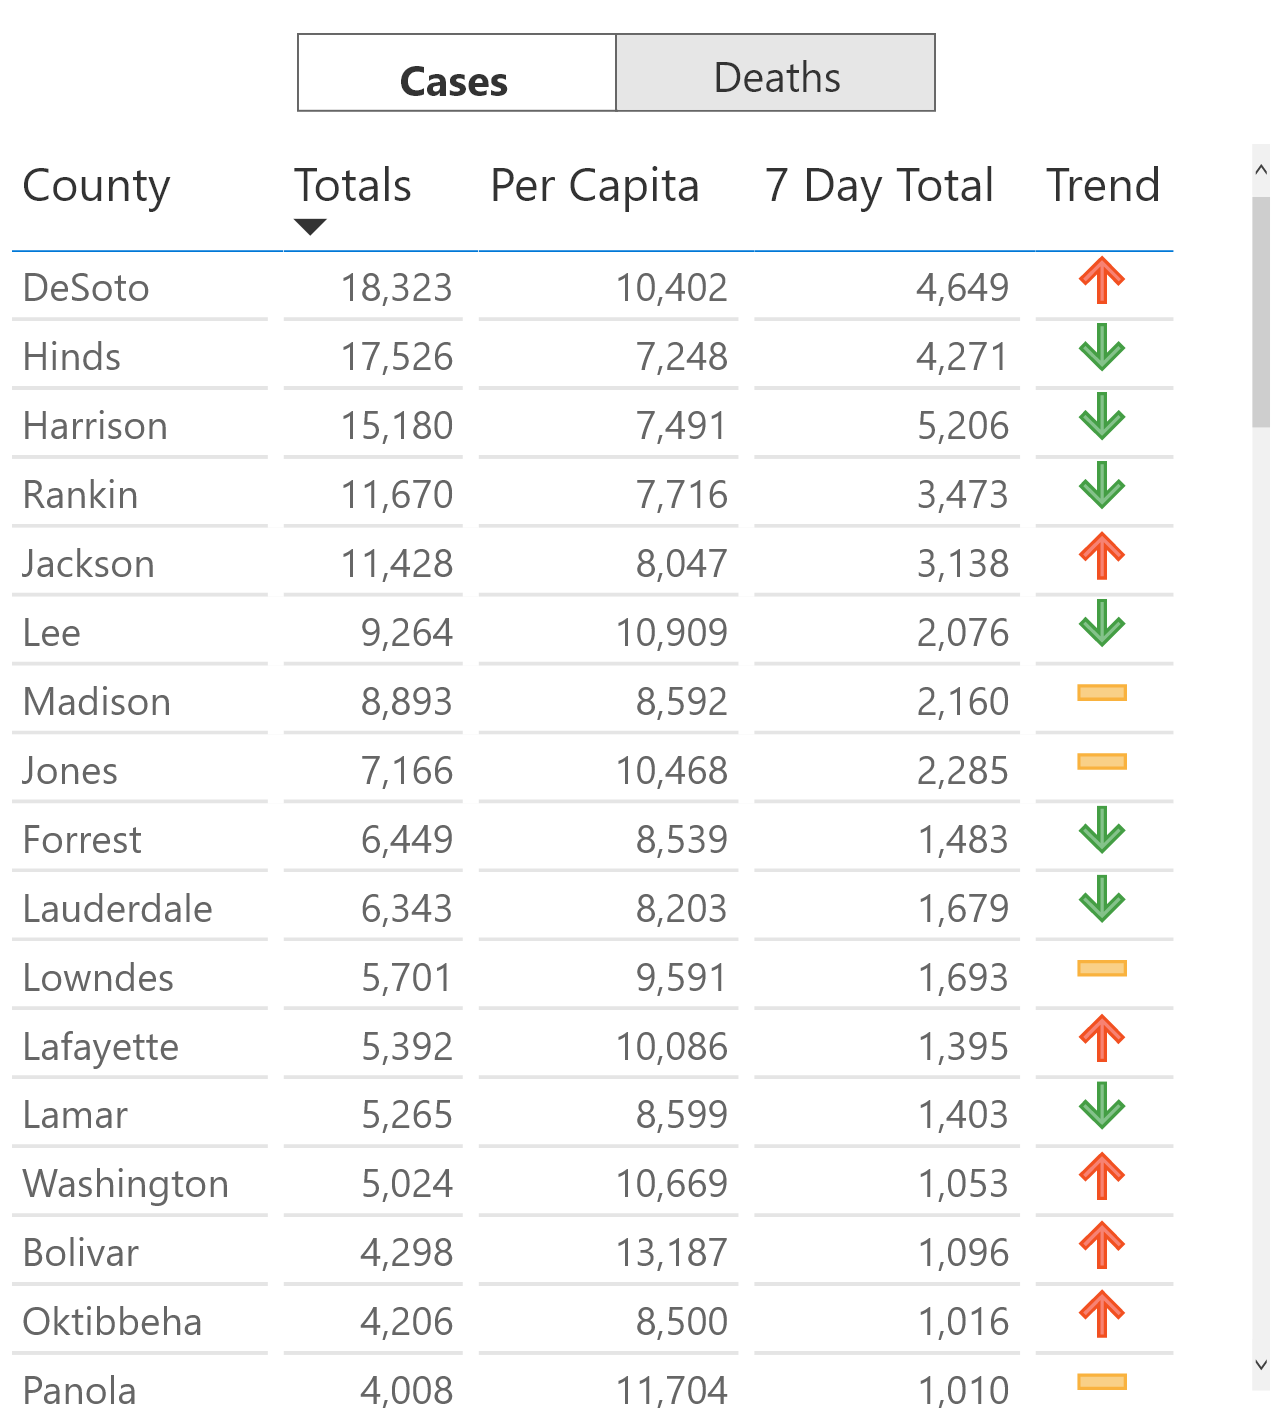 Cases Deaths
County Totals Per Capita 7 Day Total Trend
DeSoto 18,323 10,402 4,649
Hinds 17,526 7,248 4,271
Harrison 15,180 7,491 5,206
Rankin 11,670 7,716 3,473
Jackson 11,428 8,047 3,138
Lee 9,264 10,909 2,076
Madison 8,893 8,592 2,160
Jones 7,166 10,468 2,285
Forrest 6,449 8,539 1,483
Lauderdale 6,343 8,203 1,679
Lowndes 5,701 9,591 1,693
Lafayette 5,392 10,086 1,395
Lamar 5,265 8,599 1,403
Washington 5,024 10,669 1,053
Bolivar 4,298 13,187 1,096
Oktibbeha 4,206 8,500 1,016
Panola 4,008 11,704 1,010